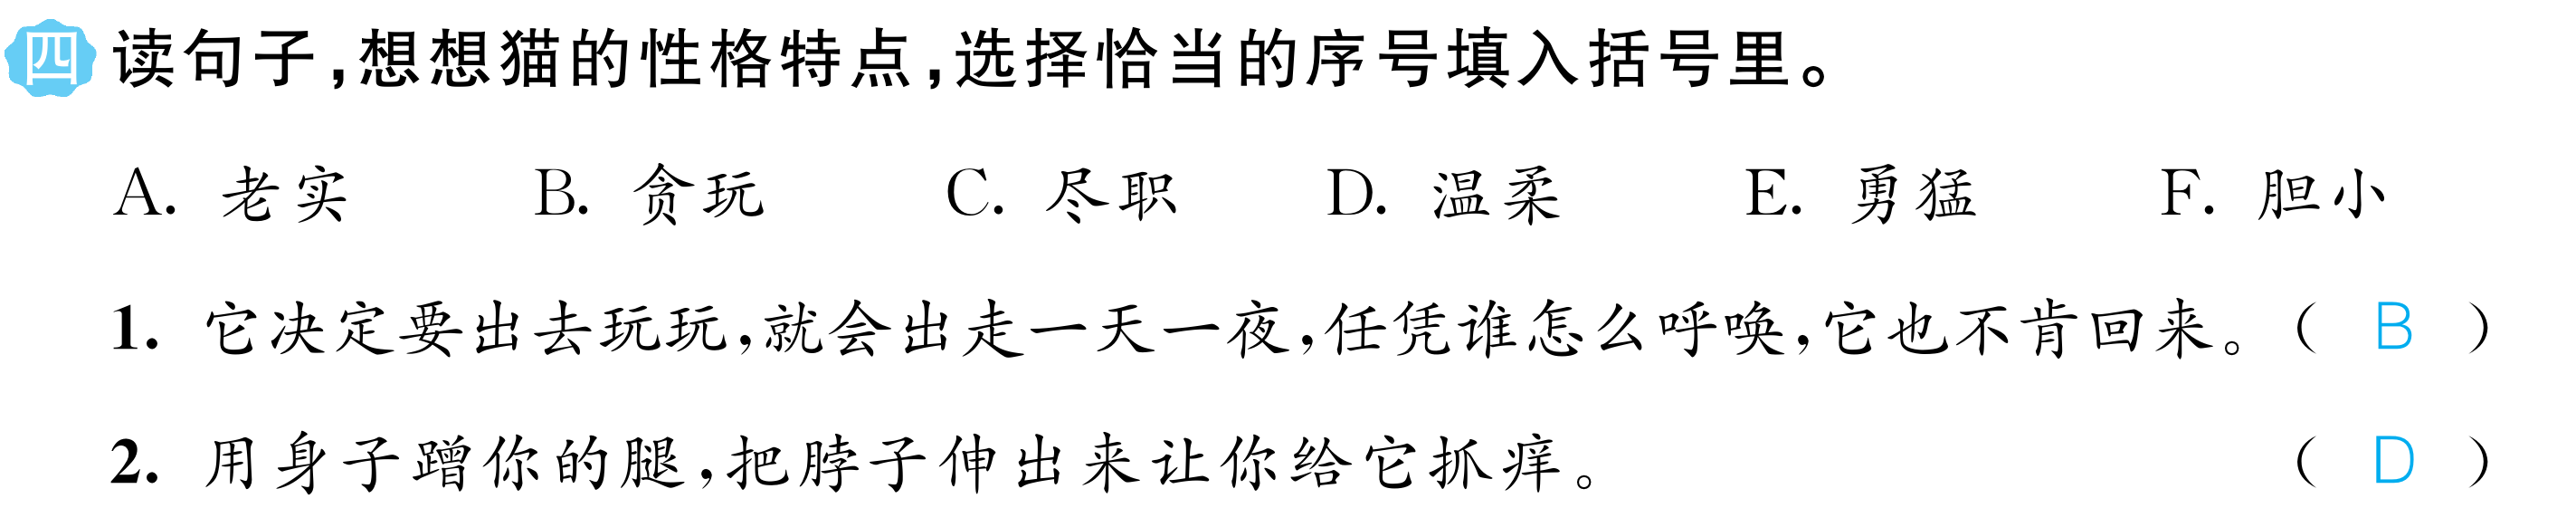 四 读句子,想想猫的性格特点,选择恰当的序号填入括号里。
A. 老实 B. 贪玩 C. 尽职 D. 温柔 E. 勇猛 F. 胆小
1. 它决定要出去玩玩,就会出走一天一夜,任凭谁怎么呼唤,它也不肯回来。( B )
2. 用身子蹭你的腿,把脖子伸出来让你给它抓痒。( D )